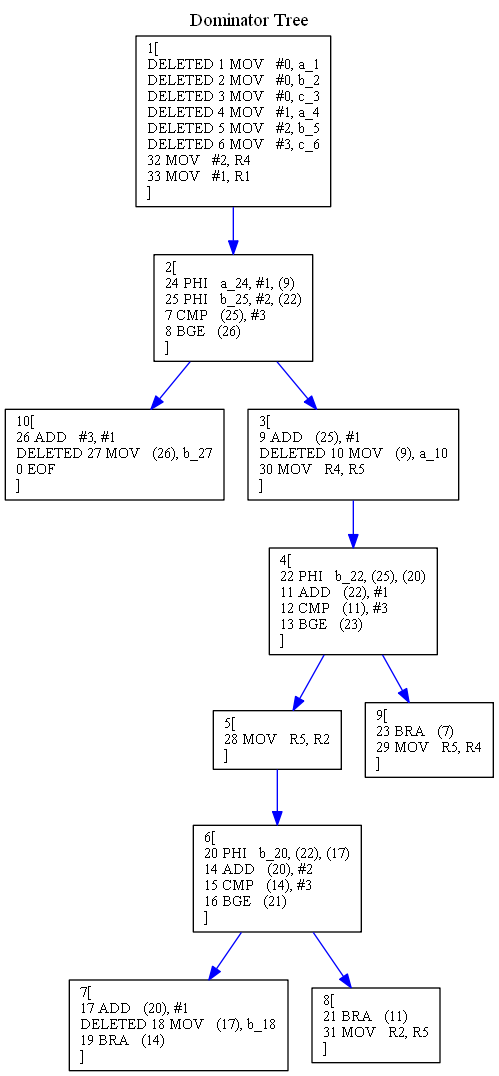 Dominator Tree
1[
DELETED 1 MOV #0, a_1
DELETED 2 MOV #0, b_2
DELETED 3 MOV #0, c_3
DELETED 4 MOV #1, a_4
DELETED 5 MOV #2, b_5
DELETED 6 MOV #3, c_6
32 MOV #2, R4
33 MOV #1, R1
]
2[
24 PHI a_24, #1, (9)
25 PHI b_25, #2, (22)
7 CMP (25), #3
8 BGE (26)
]
10[
26 ADD #3, #1
DELETED 27 MOV (26), b_27
0 EOF
]
3[
9 ADD (25), #1
DELETED 10 MOV (9), a_10
30 MOV R4, R5
]
4[
22 PHI b_22, (25), (20)
11 ADD (22), #1
12 CMP (11), #3
13 BGE (23)
]
5[
28 MOV R5, R2
]
9[
23 BRA (7)
29 MOV R5, R4
]
6[
20 PHI b_20, (22), (17)
14 ADD (20), #2
15 CMP (14), #3
16 BGE (21)
]
7[
17 ADD (20), #1
DELETED 18 MOV (17), b_18
19 BRA (14)
]
8[
21 BRA (11)
31 MOV R2, R5
]